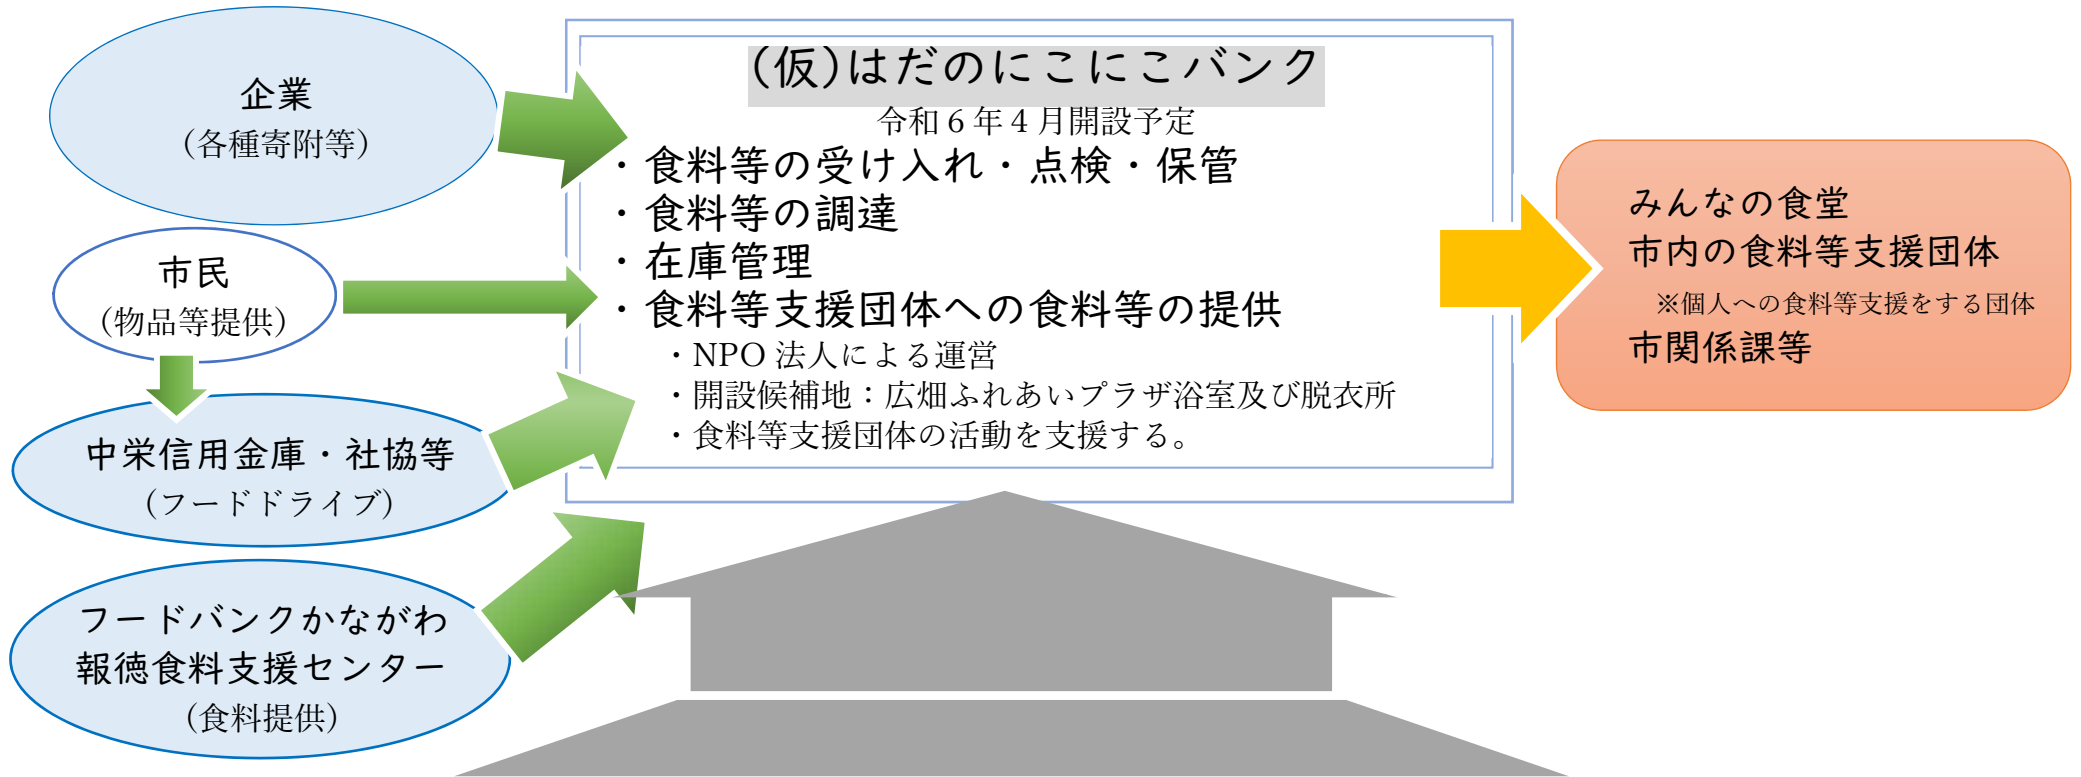 企業
（各種寄附等）
市民
（物品等提供）
中栄信用金庫・社協等
（フードドライブ）
フードバンクかながわ
報徳食料支援センター
（食料提供）
(仮)はだのにこにこバンク
令和６年４月開設予定
・食料等の受け入れ・点検・保管
・食料等の調達
・在庫管理
・食料等支援団体への食料等の提供
・NPO 法人による運営
・開設候補地：広畑ふれあいプラザ浴室及び脱衣所
・食料等支援団体の活動を支援する。
みんなの食堂
市内の食料等支援団体
※個人への食料等支援をする団体
市関係課等